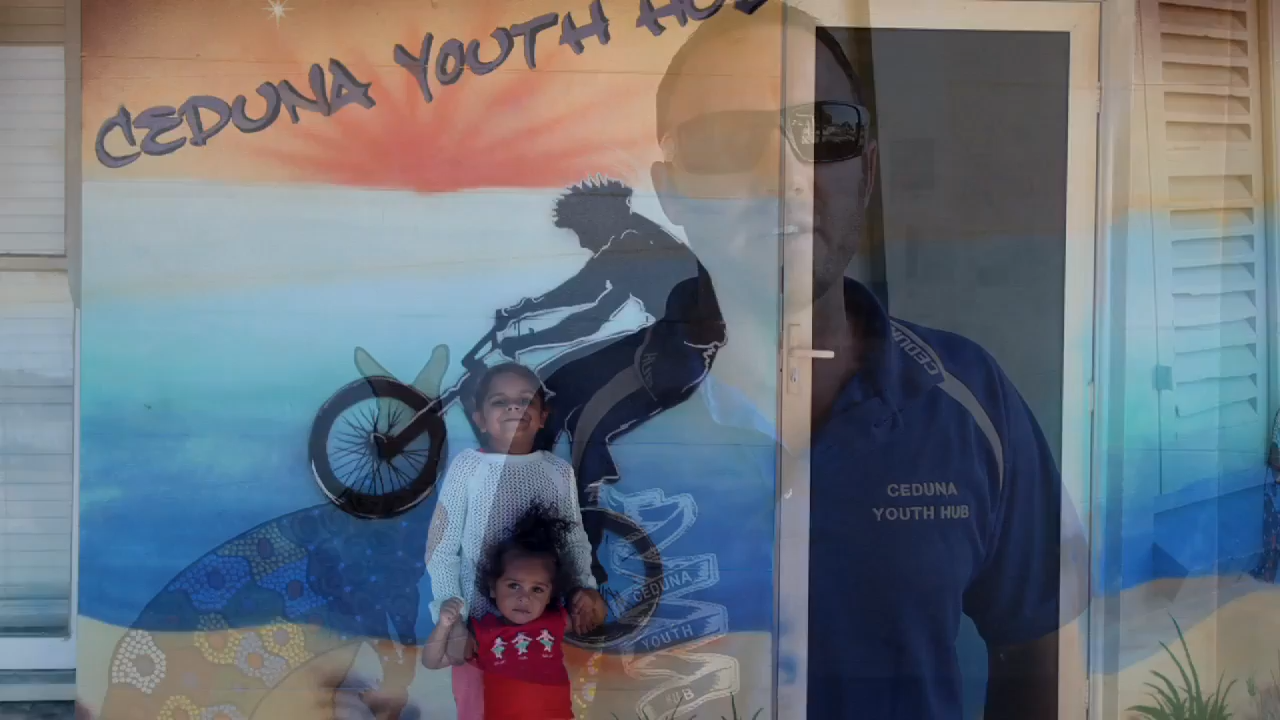 CEDUNA YOUTH HUB
CEDUNA
CEDUNA
YOUTH HUB
CEDUNA
YOUTH
HUB